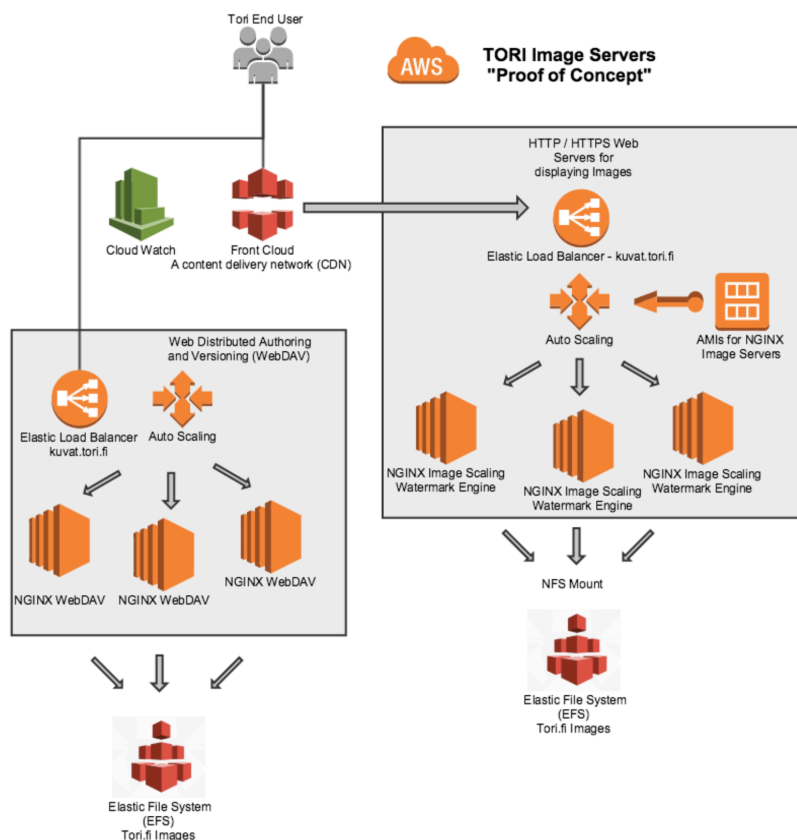 Tori End User
AWS
TORI Image Servers
"Proof of Concept"
HTTP / HTTPS Web
Servers for
displaying Images
Cloud Watch
Front Cloud
A content delivery network (CDN)
Elastic Load Balancer - kuvat.tori.fi
Auto Scaling
AMIs for NGINX
Image Servers
Web Distributed Authoring
and Versioning (WebDAV)
Elastic Load Balancer
kuvat.tori.fi
Auto Scaling
NGINX Image Scaling
Watermark Engine
NGINX Image Scaling
Watermark Engine
NGINX Image Scaling
Watermark Engine
NGINX WebDAV
NGINX WebDAV
NGINX WebDAV
NFS Mount
Elastic File System
(EFS)
Tori.fi Images
Elastic File System
(EFS)
Tori.fi Images